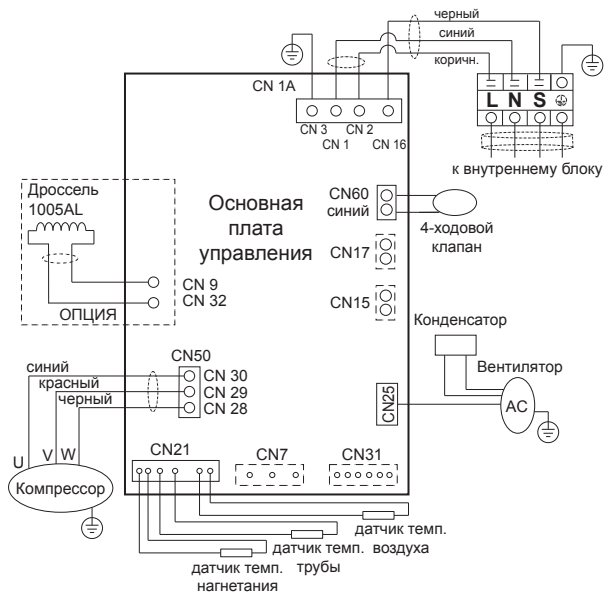 черный
синий
коричн.
CN 1A
CN 3
CN 1
CN 2
CN 16
L N S
к внутреннему блоку
Дроссель
1005AL
ОПЦИЯ
CN 9
CN 32
Основная
плата
управления
CN60
синий
4-ходовой
клапан
CN17
CN15
Конденсатор
Вентилятор
AC
CN25
CN50
синий
красный
черный
CN 30
CN 29
CN 28
U V W
Компрессор
CN21
CN7
CN31
датчик темп.
воздуха
датчик темп.
трубы
датчик темп.
нагнетания